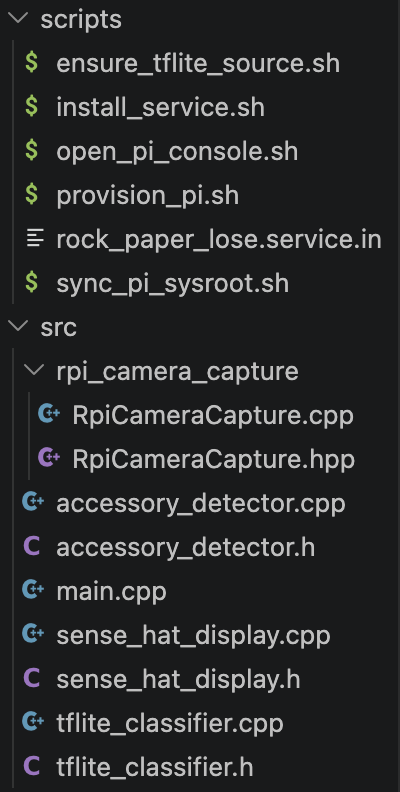 scripts
$ ensure_tflite_source.sh
$ install_service.sh
$ open_pi_console.sh
$ provision_pi.sh
rock_paper_lose.service.in
$ sync_pi_sysroot.sh
src
rpi_camera_capture
C++ RpiCameraCapture.cpp
C++ RpiCameraCapture.hpp
C++ accessory_detector.cpp
C accessory_detector.h
C++ main.cpp
C++ sense_hat_display.cpp
C sense_hat_display.h
C++ tflite_classifier.cpp
C tflite_classifier.h